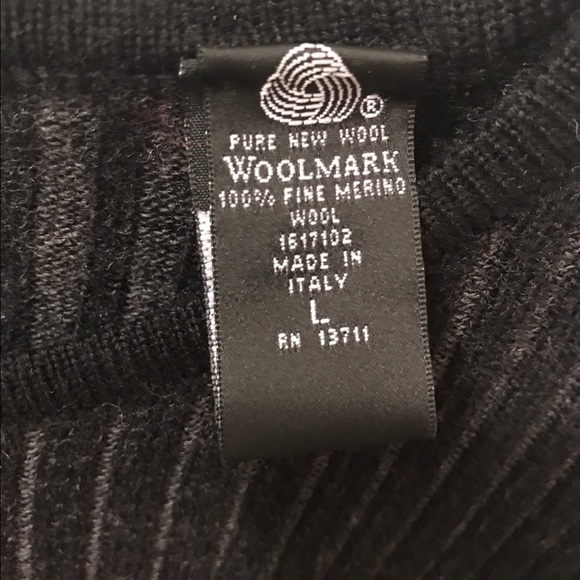 ®
PURE NEW WOOL
WOOLMARK
100% FINE MERINO
WOOL
1617102
MADE IN
ITALY
L
RN 13711